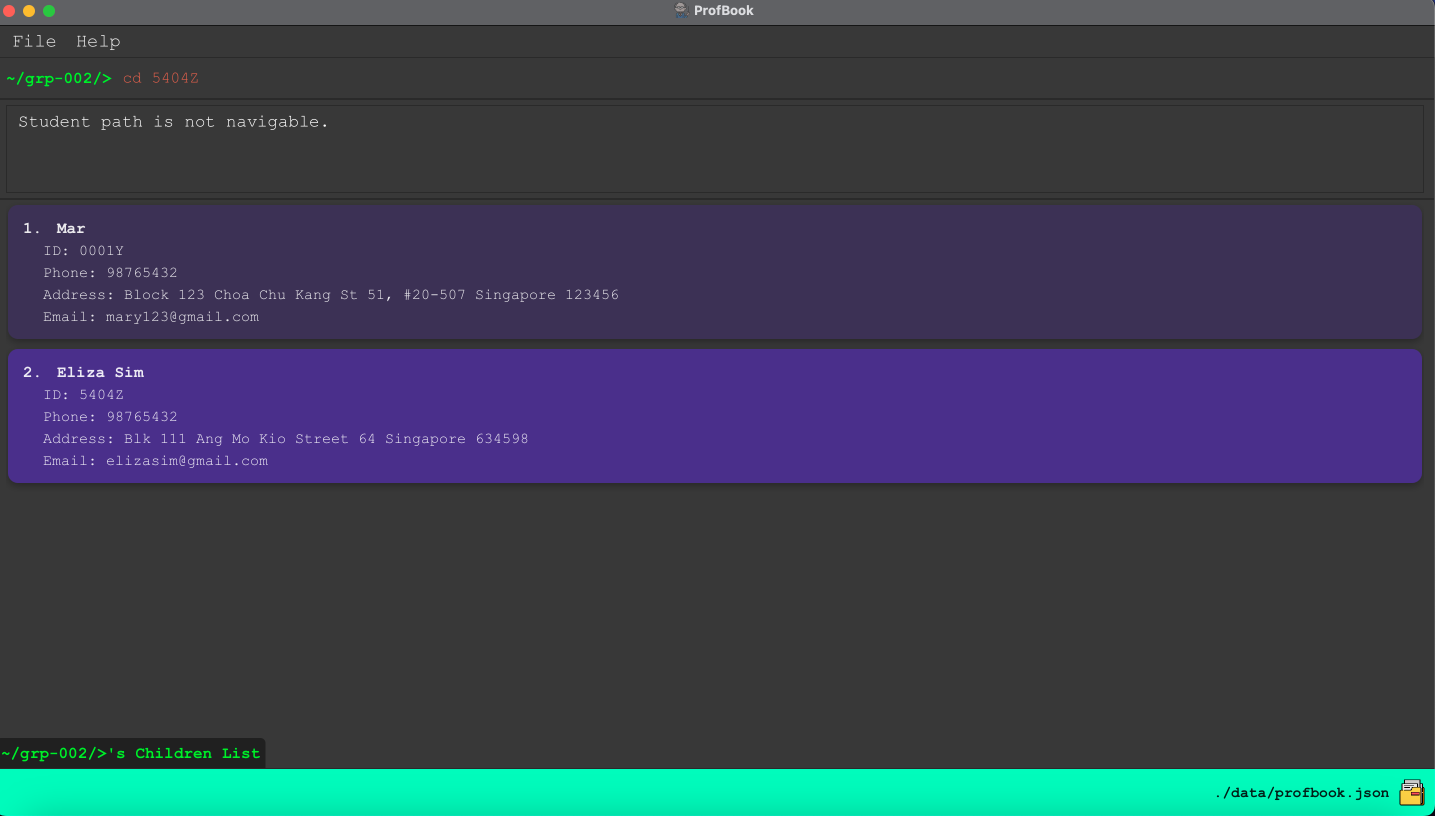 ProfBook
File Help
~/grp-002/> cd 5404Z
Student path is not navigable.
1. Mar
ID: 0001Y
Phone: 98765432
Address: Block 123 Choa Chu Kang St 51, #20-507 Singapore 123456
Email: mary123@gmail.com
2. Eliza Sim
ID: 5404Z
Phone: 98765432
Address: Blk 111 Ang Mo Kio Street 64 Singapore 634598
Email: elizasim@gmail.com
~/grp-002/>'s Children List
./data/profbook.json